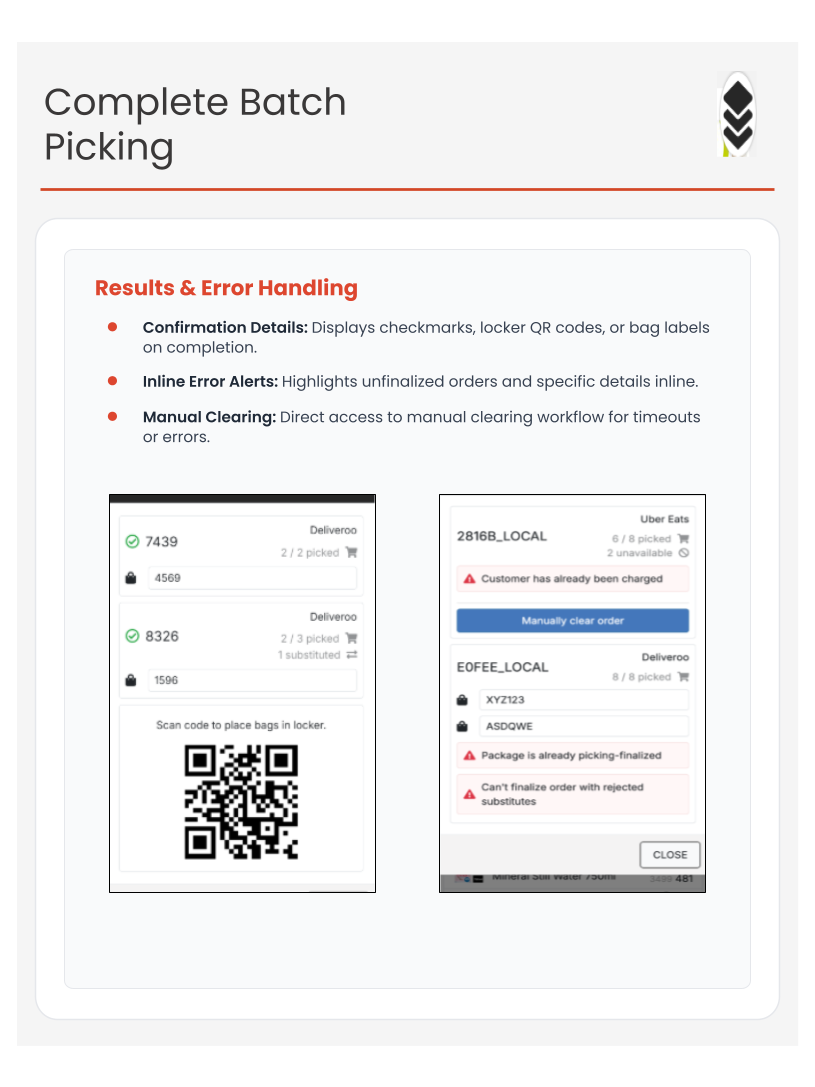 Complete Batch
Picking
Results & Error Handling
Confirmation Details: Displays checkmarks, locker QR codes, or bag labels
on completion.
Inline Error Alerts: Highlights unfinalized orders and specific details inline.
Manual Clearing: Direct access to manual clearing workflow for timeouts
or errors.
Deliveroo
7439
2 / 2 picked
4569
Deliveroo
8326
2 / 3 picked
1 substituted
1596
Scan code to place bags in locker.
Uber Eats
2816B_LOCAL
6 / 8 picked
2 unavailable
Customer has already been charged
Manually clear order
Deliveroo
E0FEE_LOCAL
8 / 8 picked
XYZ123
ASDQWE
Package is already picking-finalized
Can't finalize order with rejected
substitutes
CLOSE
Mineral Still Water 750ml 481